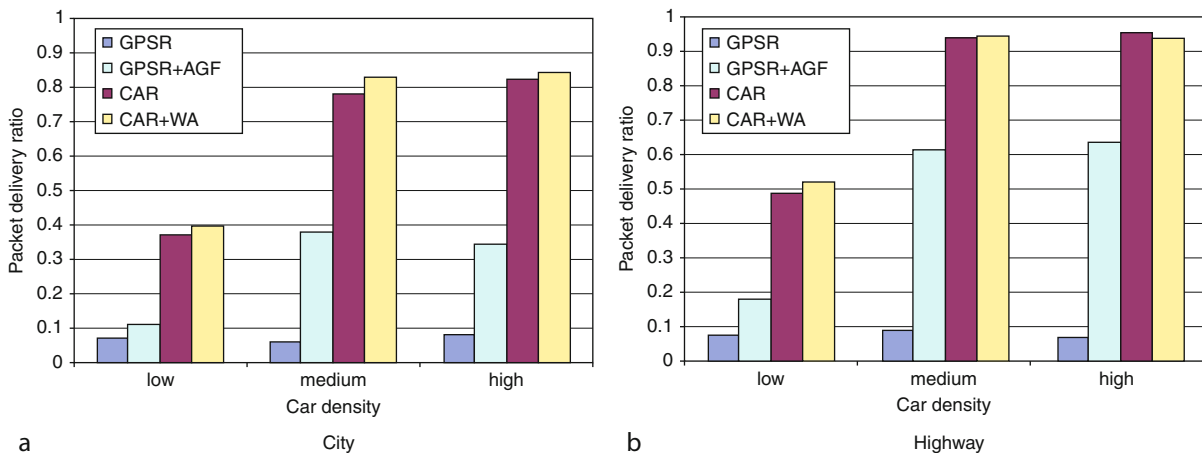 1
0.9
0.8
0.7
0.6
0.5
0.4
0.3
0.2
0.1
0
Packet delivery ratio
GPSR
GPSR+AGF
CAR
CAR+WA
low medium high
Car density
a City
1
0.9
0.8
0.7
0.6
0.5
0.4
0.3
0.2
0.1
0
Packet delivery ratio
GPSR
GPSR+AGF
CAR
CAR+WA
low medium high
Car density
b Highway